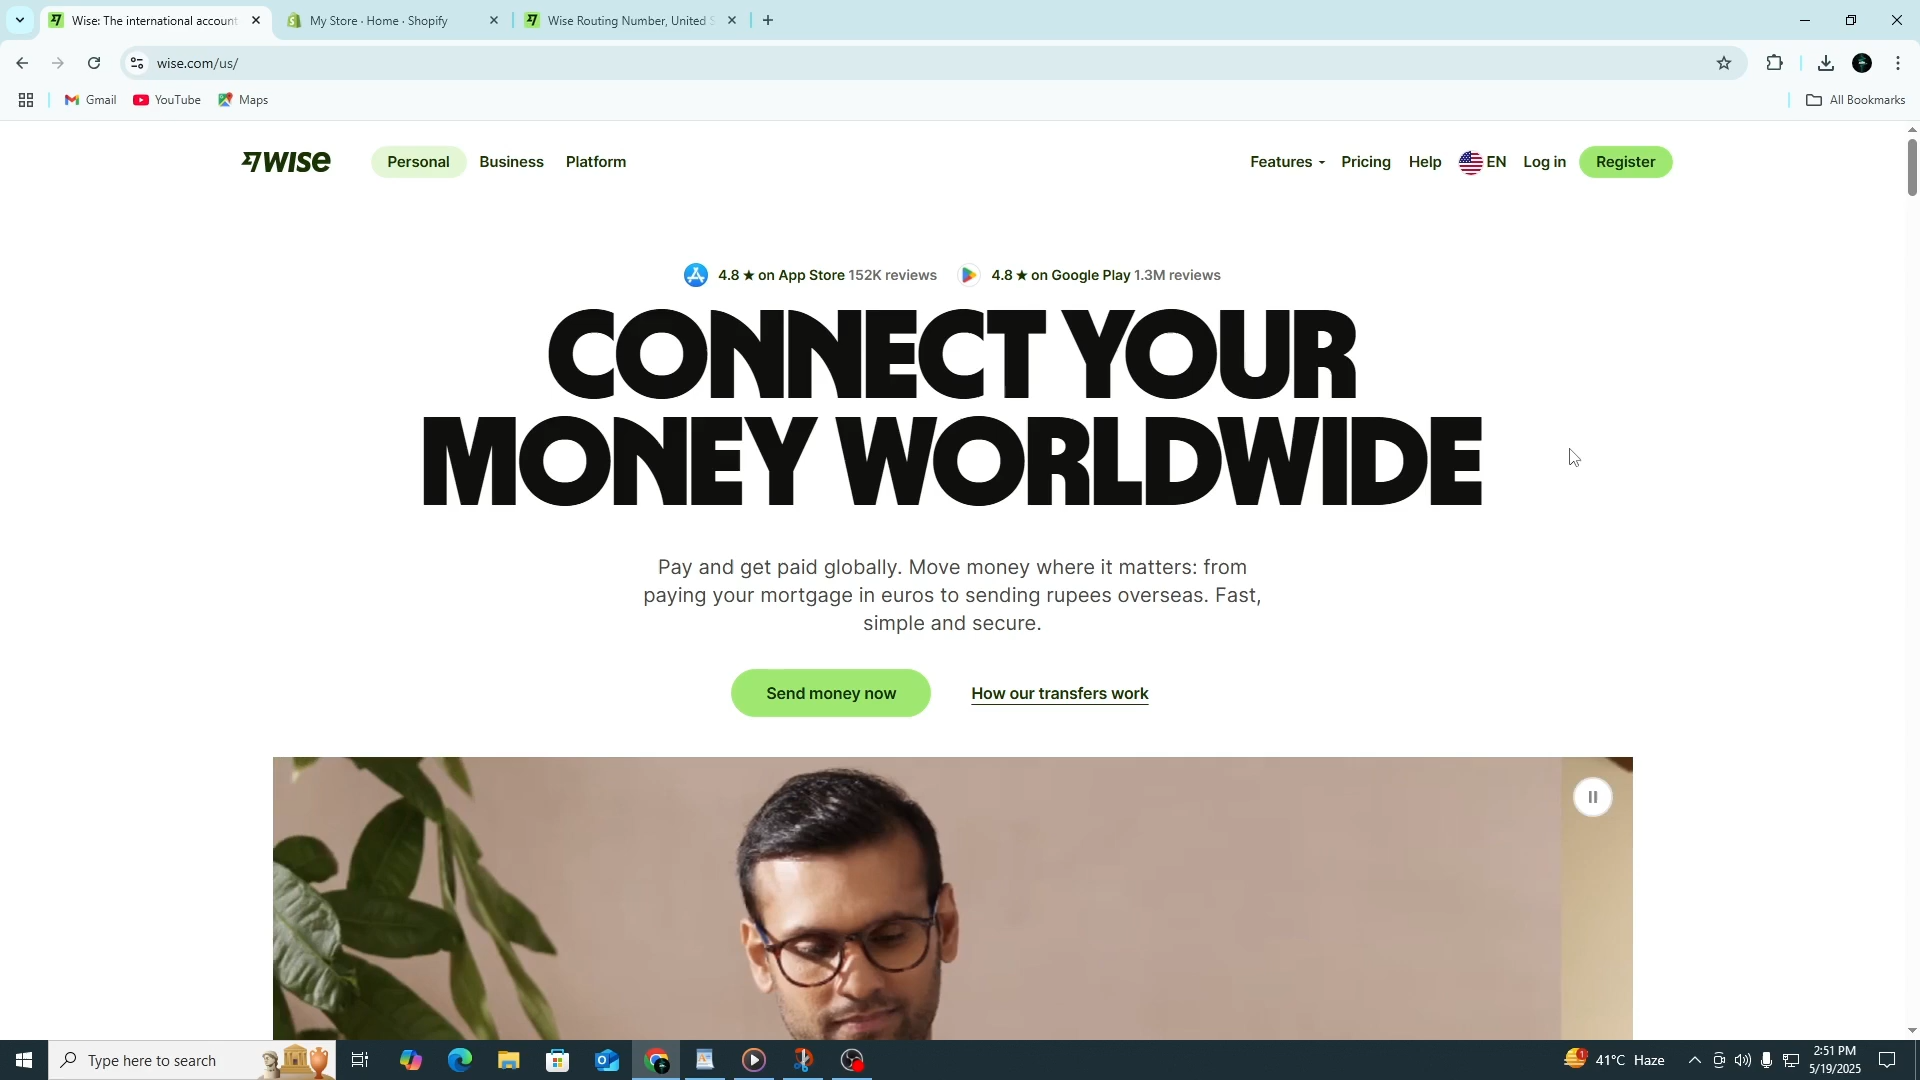 Wise: The international account
My Store · Home · Shopify
Wise Routing Number, United S
wise.com/us/
Gmail
YouTube
Maps
All Bookmarks
WISE
Personal
Business
Platform
Features
Pricing
Help
EN
Log in
Register
4.8 ★ on App Store 152K reviews
4.8 ★ on Google Play 1.3M reviews
CONNECT YOUR
MONEY WORLDWIDE
Pay and get paid globally. Move money where it matters: from
paying your mortgage in euros to sending rupees overseas. Fast,
simple and secure.
Send money now
How our transfers work
Type here to search
41°C Haze
2:51 PM
5/19/2025